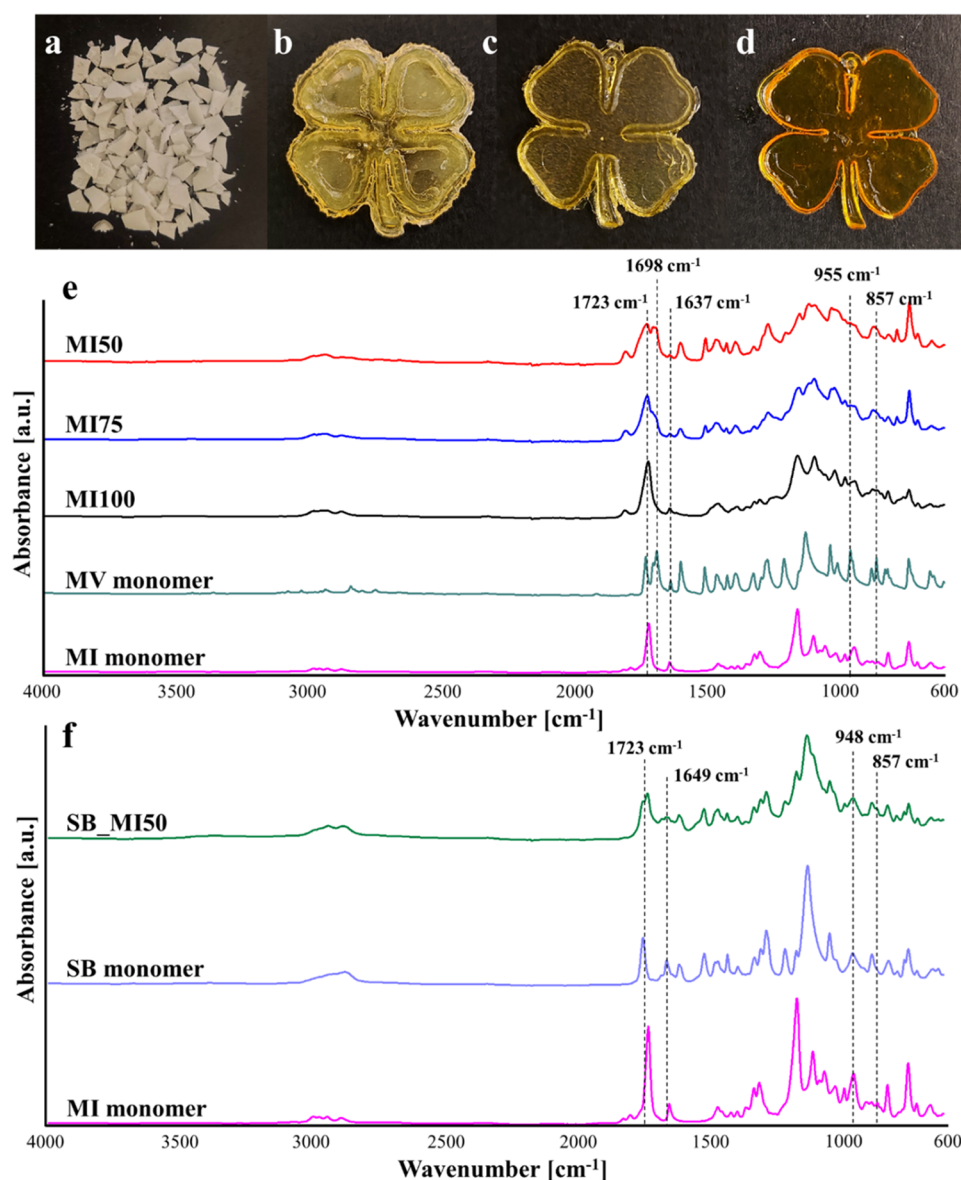 a b c d
e
1698 cm⁻¹ 955 cm⁻¹
1723 cm⁻¹ 1637 cm⁻¹ 857 cm⁻¹
MI50
MI75
MI100
MV monomer
MI monomer
Absorbance [a.u.]
4000 3000 2500 2000 1500 1000 600
Wavenumber [cm⁻¹]
f
1723 cm⁻¹ 948 cm⁻¹
1649 cm⁻¹ 857 cm⁻¹
SB_MI50
SB monomer
MI monomer
Absorbance [a.u.]
4000 3500 3000 2500 2000 1500 1000 600
Wavenumber [cm⁻¹]